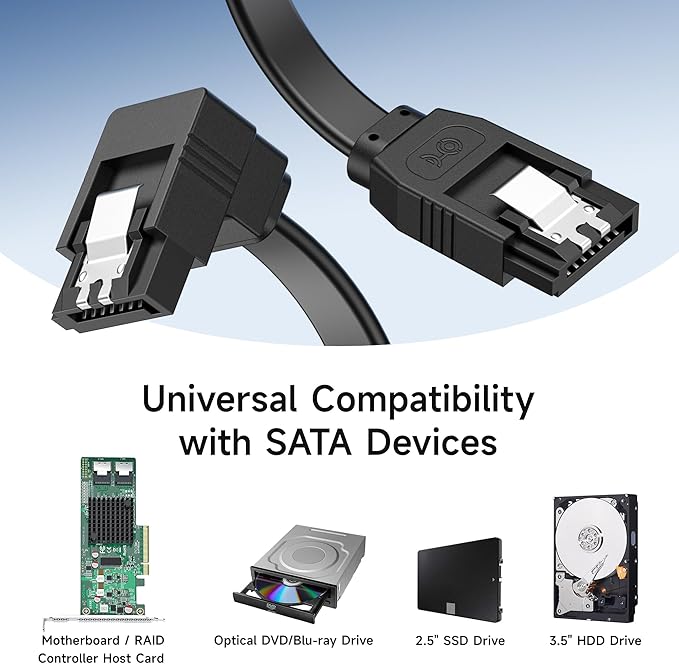 Universal Compatibility
with SATA Devices
Motherboard / RAID
Controller Host Card
Optical DVD/Blu-ray Drive
2.5" SSD Drive
3.5" HDD Drive